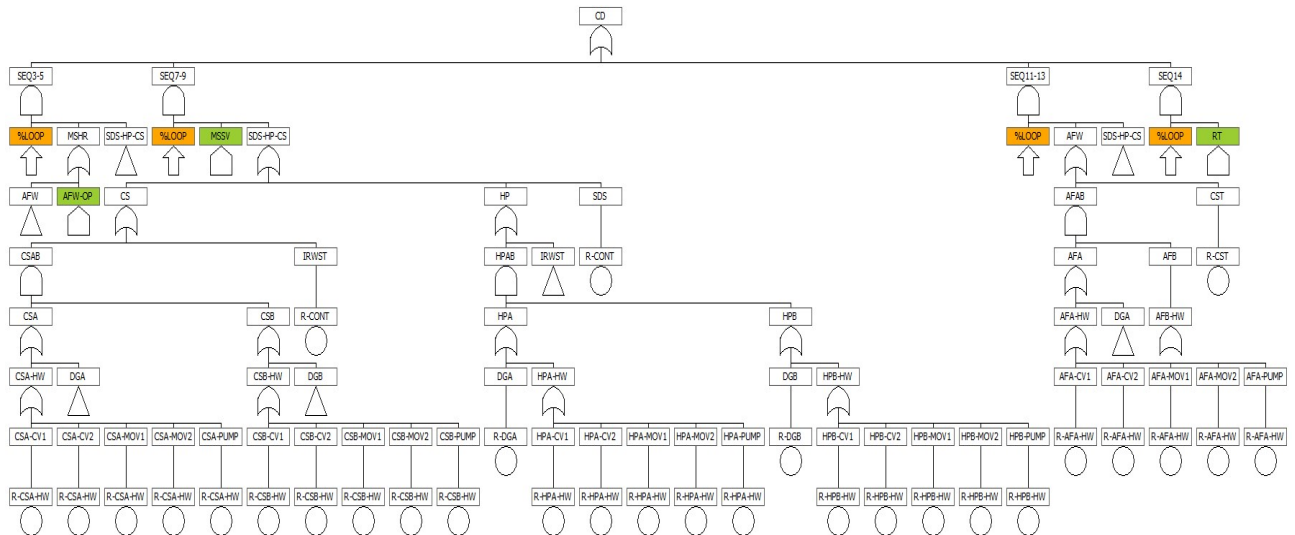 CD
SEQ3-5 SEQ7-9 SEQ11-13 SEQ14
%LOOP MSHR SDS-HP-CS %LOOP MSSV SDS-HP-CS %LOOP AFW SDS-HP-CS %LOOP RT
AFW AFW-OP CS HP SDS AFAB CST
CSAB IRWST HPAB IRWST R-CONT AFA AFB R-CST
CSA CSB R-CONT HPA HPB AFA-HW DGA AFB-HW
CSA-HW DGA CSB-HW DGB DGA HPA-HW DGB HPB-HW AFA-CV1 AFA-CV2 AFA-MOV1 AFA-MOV2 AFA-PUMP
CSA-CV1 CSA-CV2 CSA-MOV1 CSA-MOV2 CSA-PUMP CSB-CV1 CSB-CV2 CSB-MOV1 CSB-MOV2 CSB-PUMP R-DGA HPA-CV1 HPA-CV2 HPA-MOV1 HPA-MOV2 HPA-PUMP R-DGB HPB-CV1 HPB-CV2 HPB-MOV1 HPB-MOV2 HPB-PUMP R-AFA-HW R-AFA-HW R-AFA-HW R-AFA-HW R-AFA-HW
R-CSA-HW R-CSA-HW R-CSA-HW R-CSA-HW R-CSA-HW R-CSB-HW R-CSB-HW R-CSB-HW R-CSB-HW R-CSB-HW R-HPA-HW R-HPA-HW R-HPA-HW R-HPA-HW R-HPA-HW R-HPB-HW R-HPB-HW R-HPB-HW R-HPB-HW R-HPB-HW